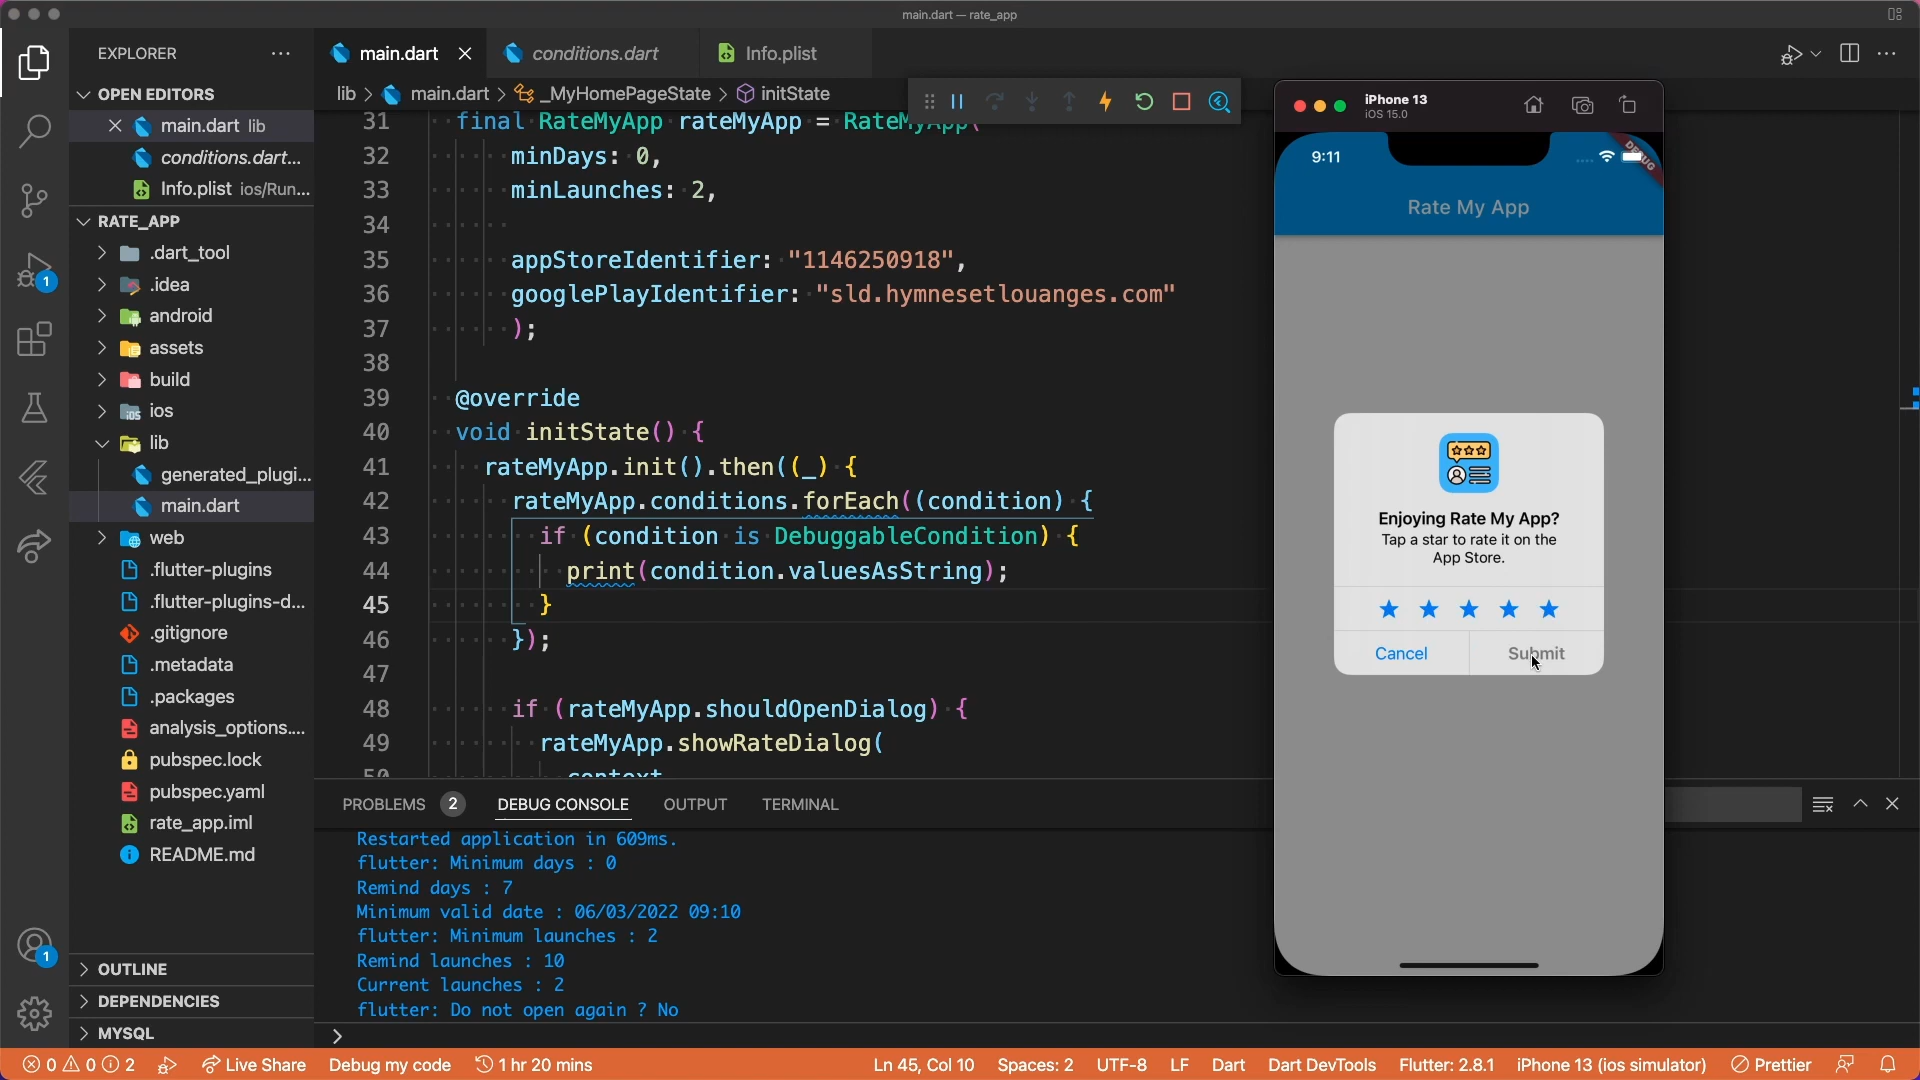 main.dart — rate_app
EXPLORER
OPEN EDITORS
main.dart lib
conditions.dart...
Info.plist ios/Run...
RATE_APP
.dart_tool
.idea
android
assets
build
ios
lib
generated_plugi...
main.dart
web
.flutter-plugins
.flutter-plugins-d...
.gitignore
.metadata
.packages
analysis_options....
pubspec.lock
pubspec.yaml
rate_app.iml
README.md
OUTLINE
DEPENDENCIES
MYSQL
1
1
main.dart
conditions.dart
Info.plist
lib > main.dart > _MyHomePageState > initState
31 final RateMyApp rateMyApp = RateMyApp(
32 minDays: 0,
33 minLaunches: 2,
34
35 appStoreIdentifier: "1146250918",
36 googlePlayIdentifier: "sld.hymnesetlouanges.com"
37 );
38
39 @override
40 void initState() {
41 rateMyApp.init().then((_) {
42 rateMyApp.conditions.forEach((condition) {
43 if (condition is DebuggableCondition) {
44 print(condition.valuesAsString);
45 }
46 });
47
48 if (rateMyApp.shouldOpenDialog) {
49 rateMyApp.showRateDialog(
50 context
PROBLEMS 2 DEBUG CONSOLE OUTPUT TERMINAL
Restarted application in 609ms.
flutter: Minimum days : 0
Remind days : 7
Minimum valid date : 06/03/2022 09:10
flutter: Minimum launches : 2
Remind launches : 10
Current launches : 2
flutter: Do not open again ? No
>
iPhone 13
iOS 15.0
9:11
DEBUG
Rate My App
Enjoying Rate My App?
Tap a star to rate it on the
App Store.
Cancel
Submit
0 0 2 Live Share Debug my code 1 hr 20 mins Ln 45, Col 10 Spaces: 2 UTF-8 LF Dart Dart DevTools Flutter: 2.8.1 iPhone 13 (ios simulator) Prettier